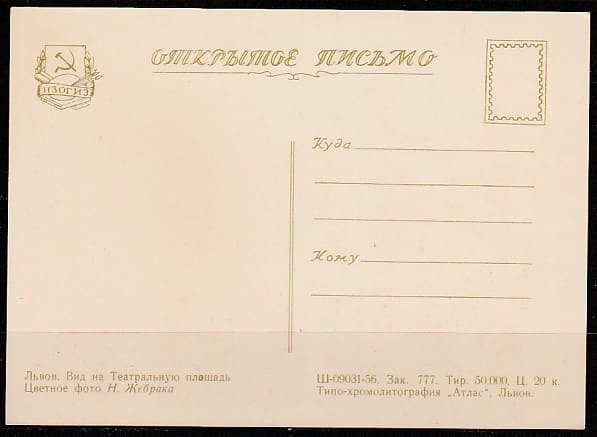 ОТКРЫТОЕ ПИСЬМО
ИЗОГИЗ
Куда
Кому
Львов. Вид на Театральную площадь
Цветное фото Н. Жебрака
Ш-09031-56. Зак. 777. Тир. 50.000. Ц. 20 к.
Типо-хромолитография „Атлас", Львов.